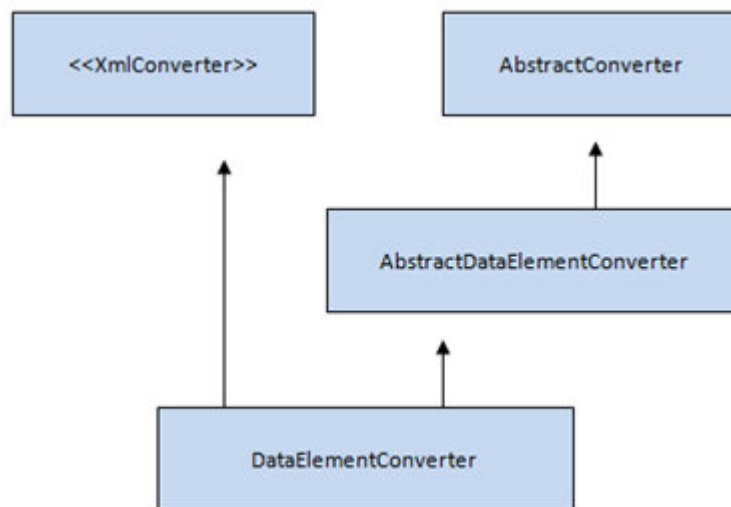 <<XmlConverter>>
AbstractConverter
AbstractDataElementConverter
DataElementConverter